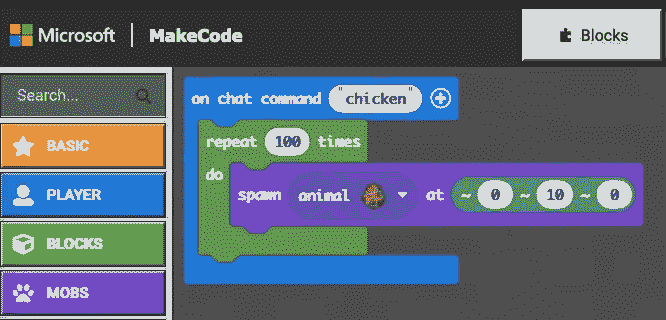 Microsoft | MakeCode
Blocks
Search...
BASIC
PLAYER
BLOCKS
MOBS
on chat command "chicken"
repeat 100 times
do
spawn animal at ~ 0 ~ 10 ~ 0